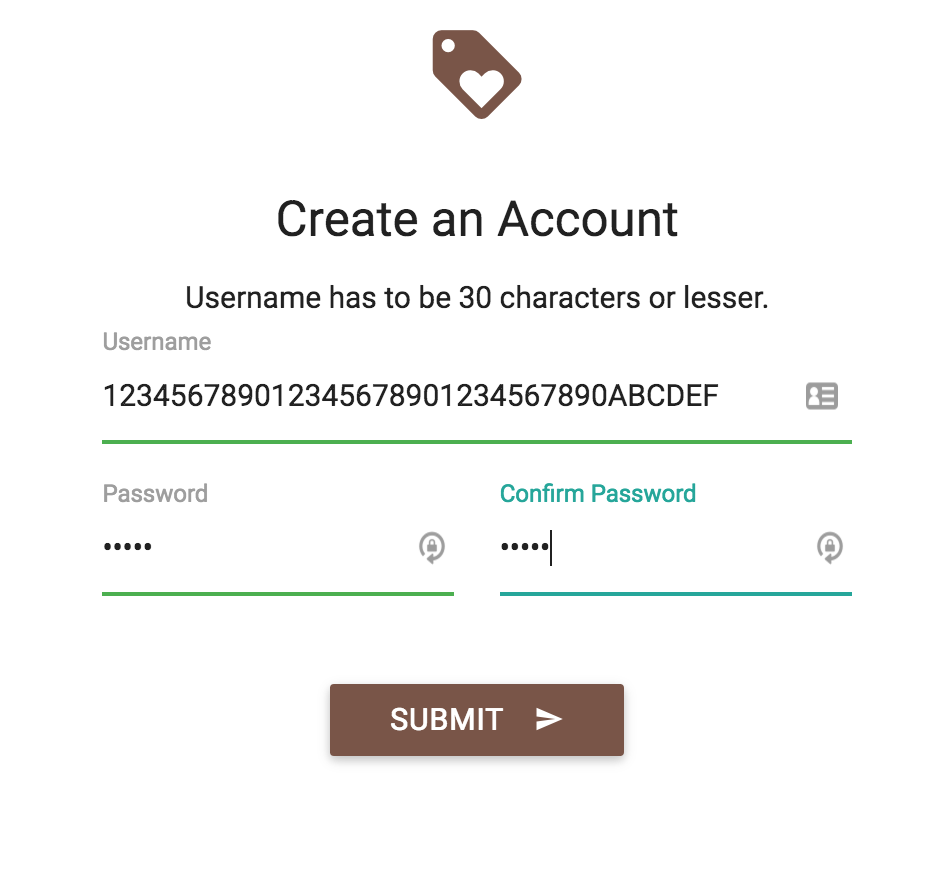 Create an Account
Username has to be 30 characters or lesser.
Username
123456789012345678901234567890ABCDEF
Password Confirm Password
••••• •••••
SUBMIT